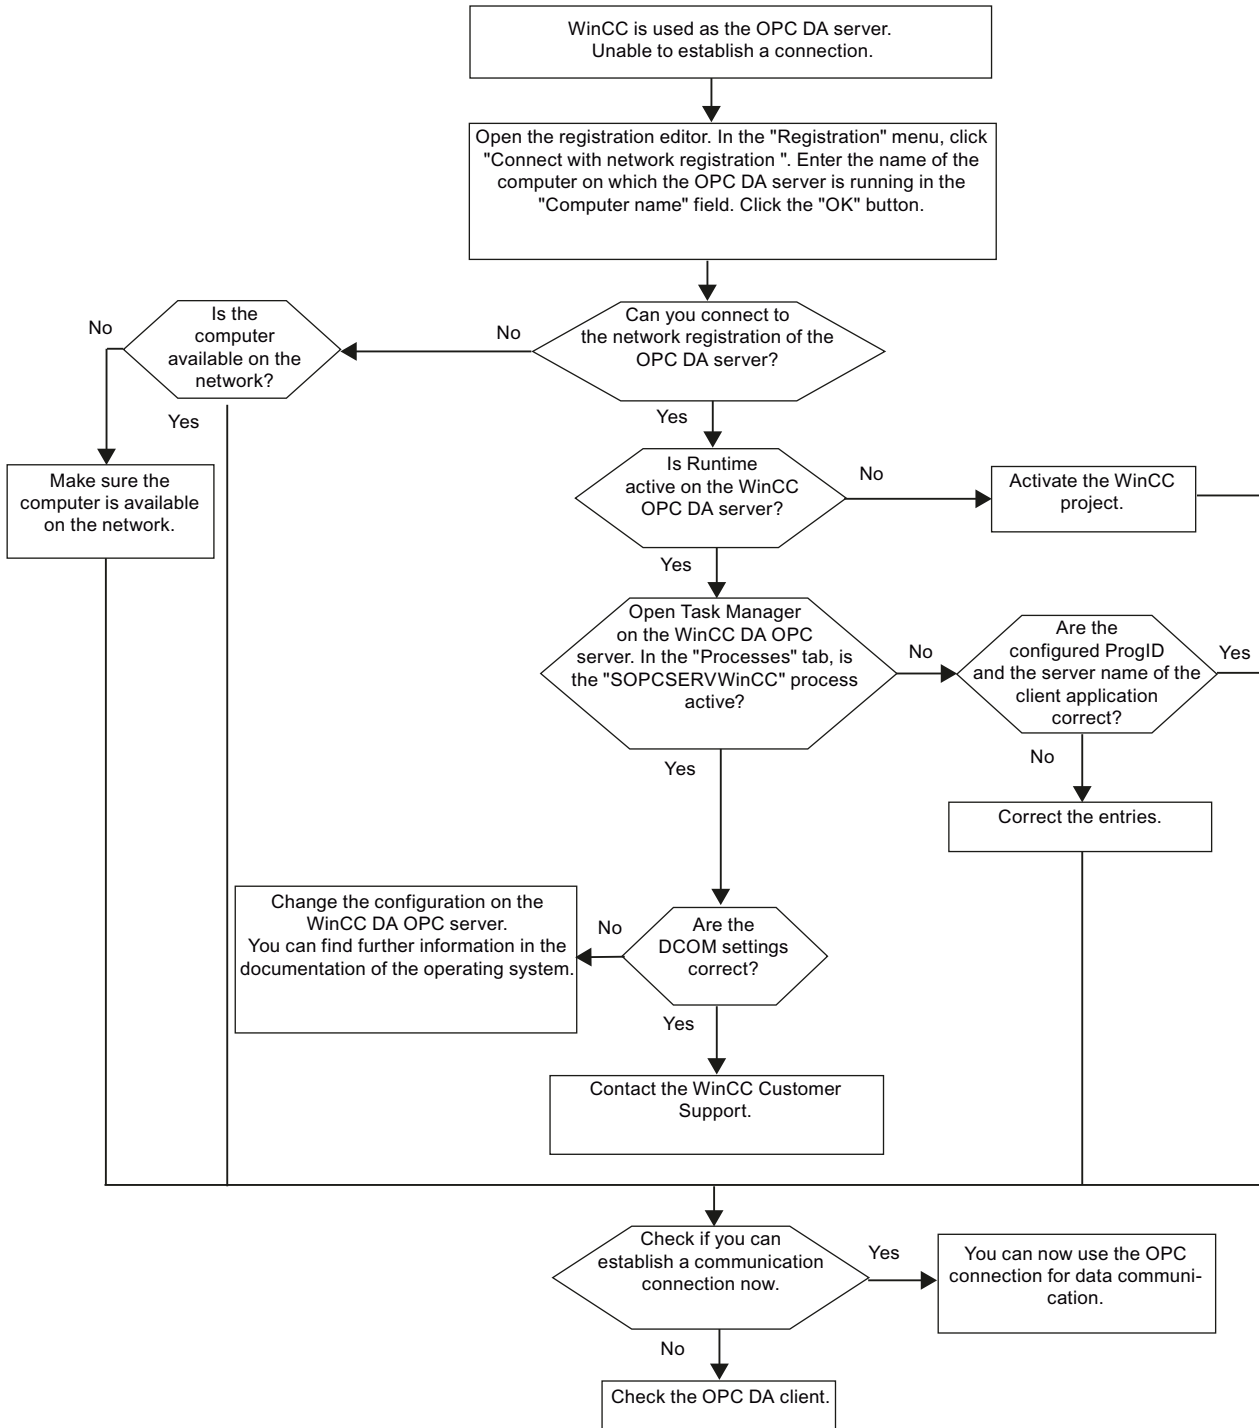 WinCC is used as the OPC DA server.
Unable to establish a connection.
Open the registration editor. In the "Registration" menu, click
"Connect with network registration ". Enter the name of the
computer on which the OPC DA server is running in the
"Computer name" field. Click the "OK" button.
Is the
computer
available on the
network?
No
No
Can you connect to
the network registration of the
OPC DA server?
Yes
Yes
Make sure the
computer is available
on the network.
Is Runtime
active on the WinCC
OPC DA server?
No
Activate the WinCC
project.
Yes
Open Task Manager
on the WinCC DA OPC
server. In the "Processes" tab, is
the "SOPCSERVWinCC" process
active?
No
Are the
configured ProgID
and the server name of the
client application
correct?
Yes
Yes
No
Correct the entries.
Change the configuration on the
WinCC DA OPC server.
You can find further information in the
documentation of the operating system.
No
Are the
DCOM settings
correct?
Yes
Contact the WinCC Customer
Support.
Check if you can
establish a communication
connection now.
Yes
You can now use the OPC
connection for data communi-
cation.
No
Check the OPC DA client.